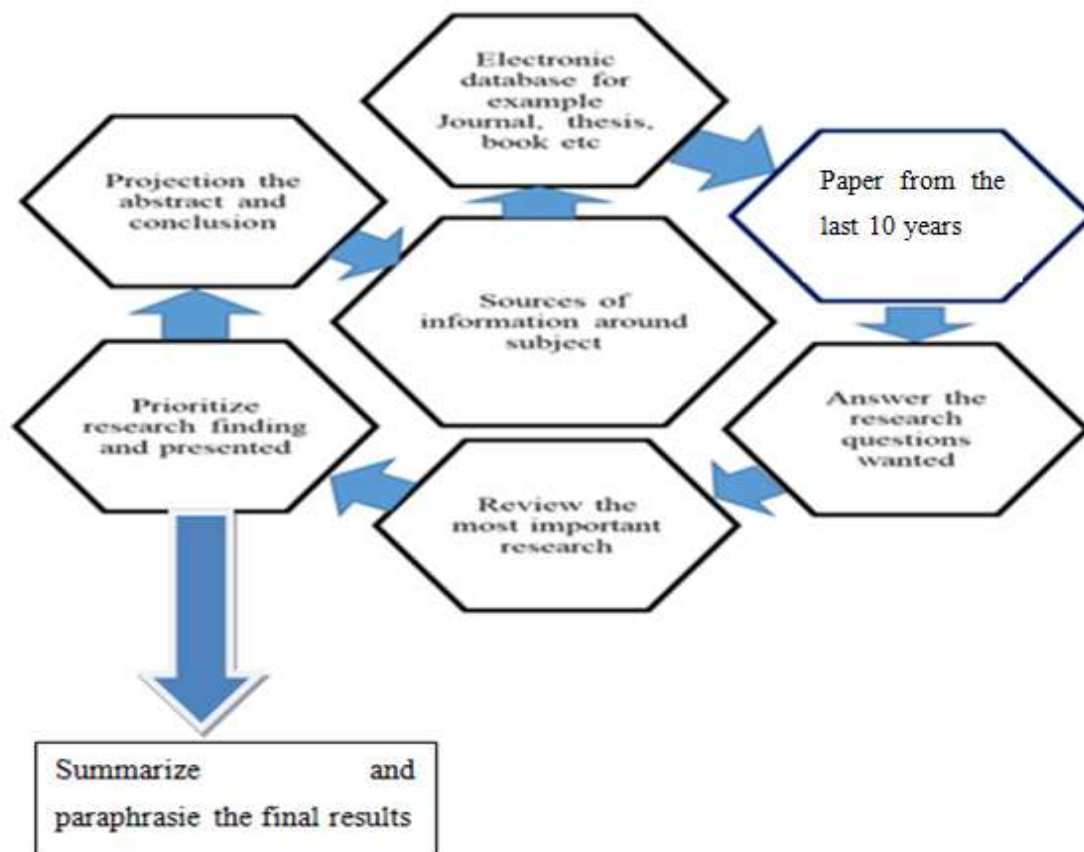 Electronic
database for
example
Journal, thesis,
book etc
Projection the
abstract and
conclusion
Paper from the
last 10 years
Sources of
information around
subject
Prioritize
research finding
and presented
Answer the
research
questions
wanted
Review the
most important
research
Summarize and
paraphrasie the final results